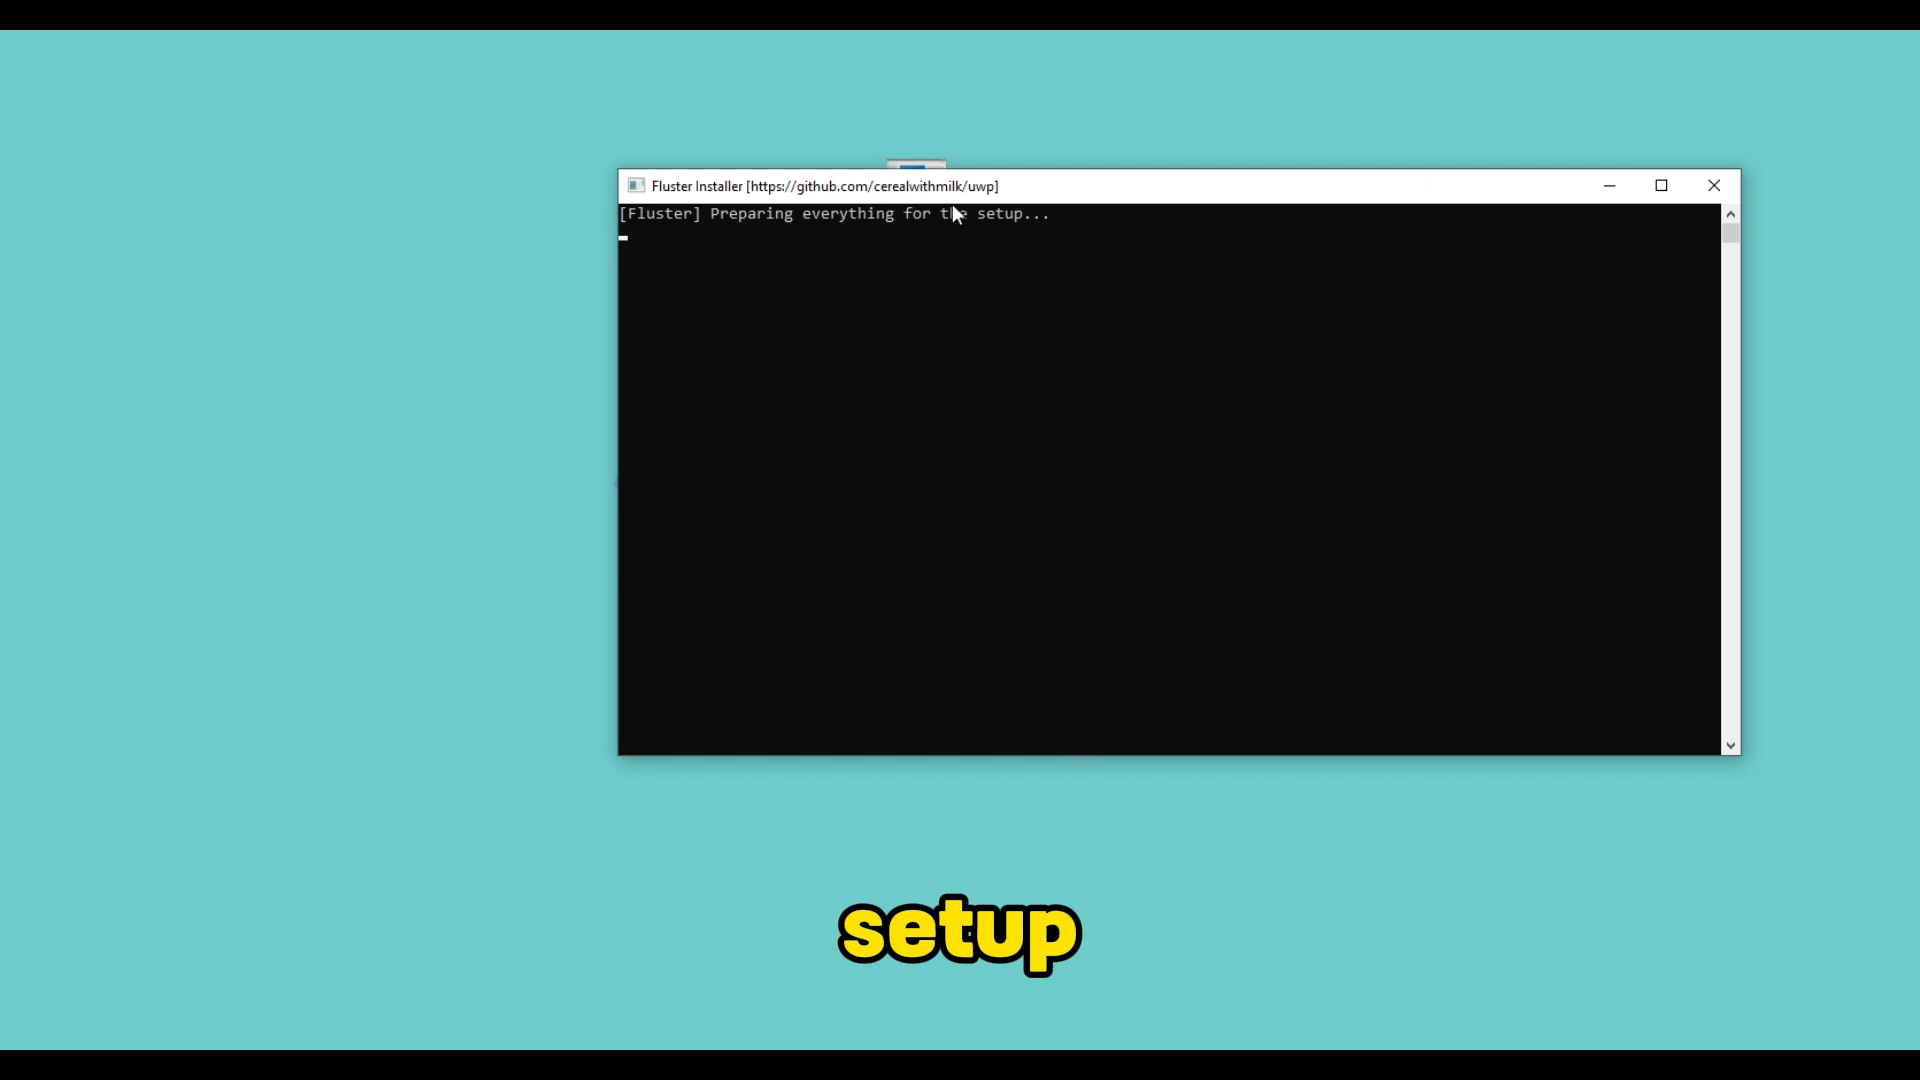 Fluster Installer [https://github.com/cerealwithmilk/uwp]
[Fluster] Preparing everything for the setup...
setup